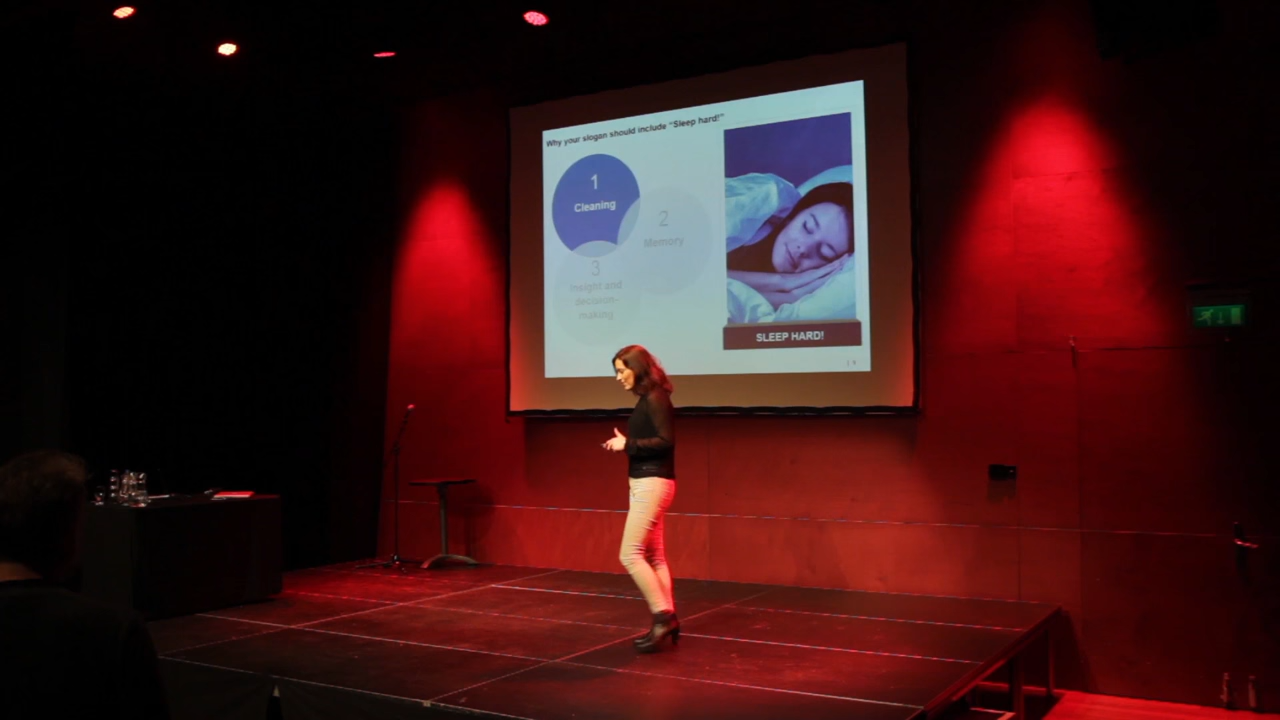 Why your slogan should include "Sleep hard!"
1
Cleaning
2
Memory
3
Insight and
decision-
making
SLEEP HARD!